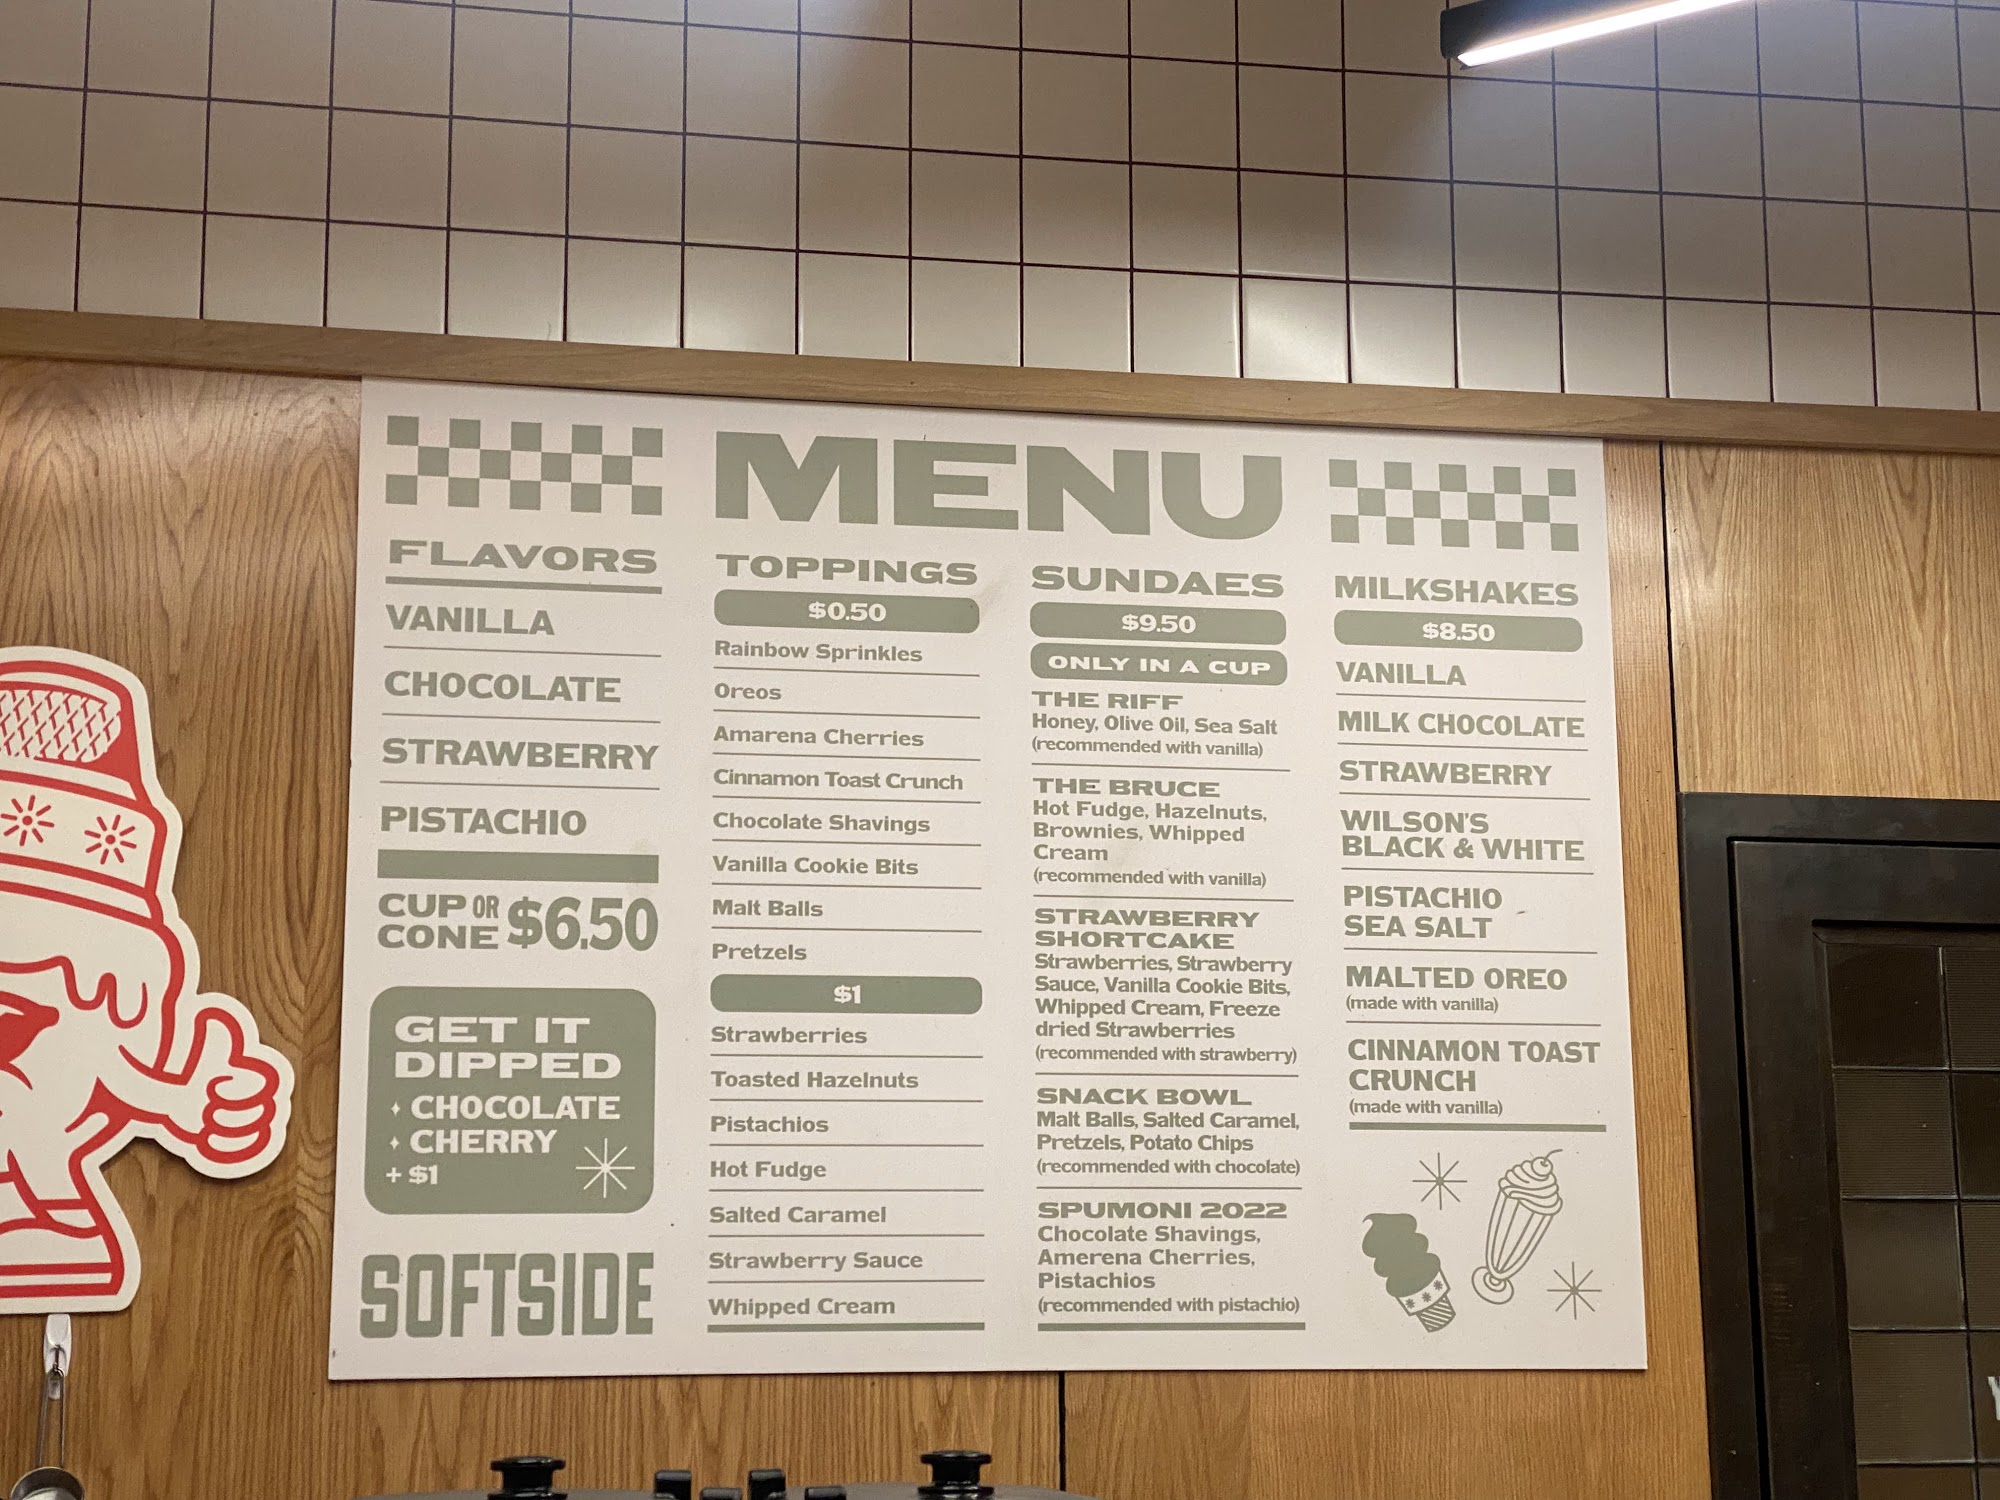 MENU
FLAVORS
VANILLA
CHOCOLATE
STRAWBERRY
PISTACHIO
CUP OR
CONE
$6.50
GET IT
DIPPED
CHOCOLATE
CHERRY
+ $1
SOFTSIDE
TOPPINGS
$0.50
Rainbow Sprinkles
Oreos
Amarena Cherries
Cinnamon Toast Crunch
Chocolate Shavings
Vanilla Cookie Bits
Malt Balls
Pretzels
$1
Strawberries
Toasted Hazelnuts
Pistachios
Hot Fudge
Salted Caramel
Strawberry Sauce
Whipped Cream
SUNDAES
$9.50
ONLY IN A CUP
THE RIFF
Honey, Olive Oil, Sea Salt
(recommended with vanilla)
THE BRUCE
Hot Fudge, Hazelnuts,
Brownies, Whipped
Cream
(recommended with vanilla)
STRAWBERRY
SHORTCAKE
Strawberries, Strawberry
Sauce, Vanilla Cookie Bits,
Whipped Cream, Freeze
dried Strawberries
(recommended with strawberry)
SNACK BOWL
Malt Balls, Salted Caramel,
Pretzels, Potato Chips
(recommended with chocolate)
SPUMONI 2022
Chocolate Shavings,
Amerena Cherries,
Pistachios
(recommended with pistachio)
MILKSHAKES
$8.50
VANILLA
MILK CHOCOLATE
STRAWBERRY
WILSON'S
BLACK & WHITE
PISTACHIO
SEA SALT
MALTED OREO
(made with vanilla)
CINNAMON TOAST
CRUNCH
(made with vanilla)